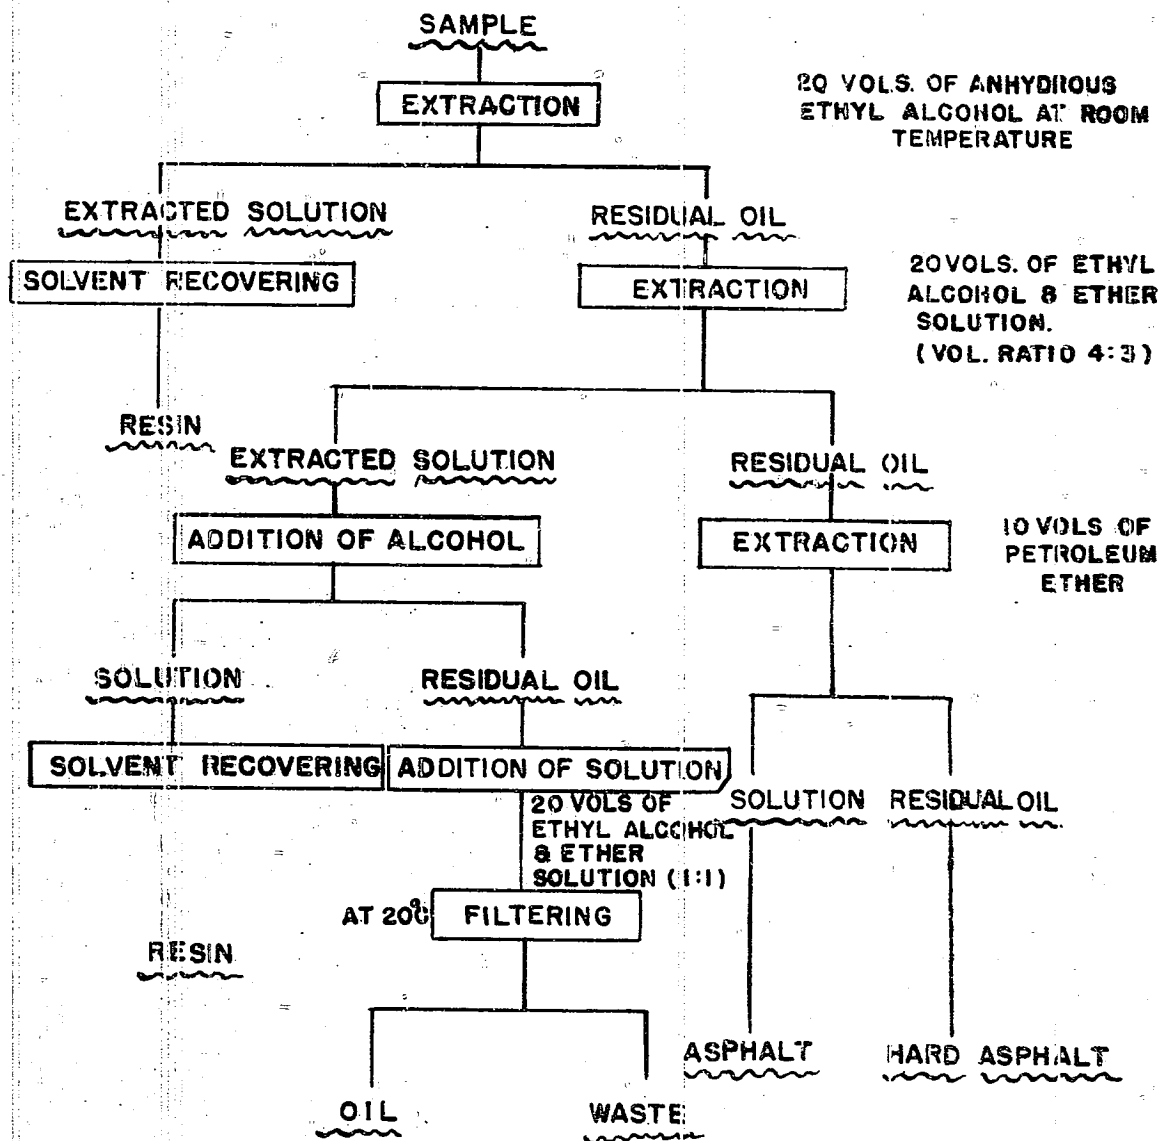 SAMPLE
EXTRACTION
20 VOLS. OF ANHYDROUS
ETHYL ALCOHOL AT ROOM
TEMPERATURE
EXTRACTED SOLUTION
RESIDUAL OIL
SOLVENT RECOVERING
EXTRACTION
20 VOLS. OF ETHYL
ALCOHOL & ETHER
SOLUTION.
(VOL. RATIO 4:3)
RESIN
EXTRACTED SOLUTION
RESIDUAL OIL
ADDITION OF ALCOHOL
EXTRACTION
10 VOLS OF
PETROLEUM
ETHER
SOLUTION
RESIDUAL OIL
SOLVENT RECOVERING
ADDITION OF SOLUTION
SOLUTION
RESIDUAL OIL
20 VOLS OF
ETHYL ALCOHOL
& ETHER
SOLUTION (1:1)
AT 20°C
FILTERING
RESIN
ASPHALT
HARD ASPHALT
OIL
WASTE